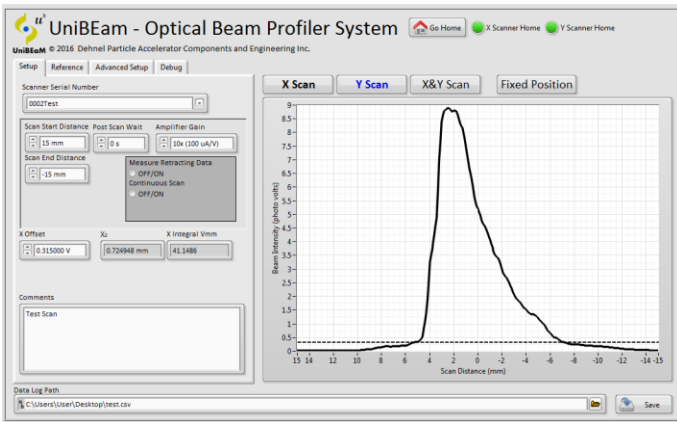 UniBEam - Optical Beam Profiler System
Go Home
X Scanner Home
Y Scanner Home
UniBEaM © 2016 Dehnel Particle Accelerator Components and Engineering Inc.
Setup Reference Advanced Setup Debug
Scanner Serial Number
0002Test
Scan Start Distance Post Scan Wait Amplifier Gain
15 mm 0 s 10x (100 uA/V)
Scan End Distance
-15 mm
Measure Retracting Data
OFF/ON
Continuous Scan
OFF/ON
X Offset X₀ X Integral Vmm
0.315000 V 0.724948 mm 41.1486
Comments
Test Scan
X Scan Y Scan X&Y Scan Fixed Position
Beam Intensity (photo volts)
9-
8.5-
8-
7.5-
7-
6.5-
6-
5.5-
5-
4.5-
4-
3.5-
3-
2.5-
2-
1.5-
1-
0.5-
0-
15 14 12 10 8 6 4 2 0 -2 -4 -6 -8 -10 -12 -14 -15
Scan Distance (mm)
Data Log Path
C:\Users\User\Desktop\test.csv
Save